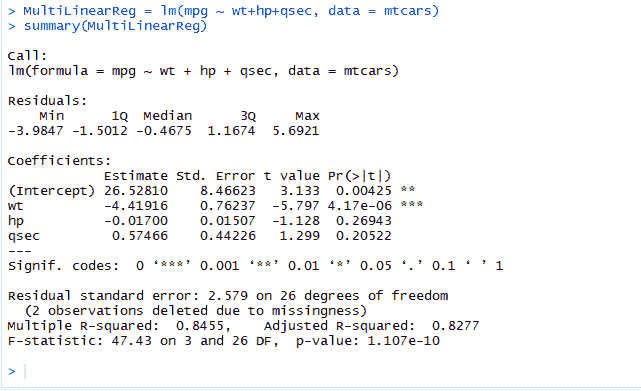 > MultiLinearReg = lm(mpg ~ wt+hp+qsec, data = mtcars)
> summary(MultiLinearReg)
Call:
lm(formula = mpg ~ wt + hp + qsec, data = mtcars)
Residuals:
    Min      1Q  Median      3Q     Max
-3.9847 -1.5012 -0.4675  1.1674  5.6921
Coefficients:
            Estimate Std. Error t value Pr(>|t|)
(Intercept) 26.52810    8.46623   3.133  0.00425 **
wt          -4.41916    0.76237  -5.797 4.17e-06 ***
hp          -0.01700    0.01507  -1.128  0.26943
qsec         0.57466    0.44226   1.299  0.20522
---
Signif. codes:  0 ‘***’ 0.001 ‘**’ 0.01 ‘*’ 0.05 ‘.’ 0.1 ‘ ’ 1
Residual standard error: 2.579 on 26 degrees of freedom
  (2 observations deleted due to missingness)
Multiple R-squared:  0.8455,    Adjusted R-squared:  0.8277
F-statistic: 47.43 on 3 and 26 DF,  p-value: 1.107e-10
>